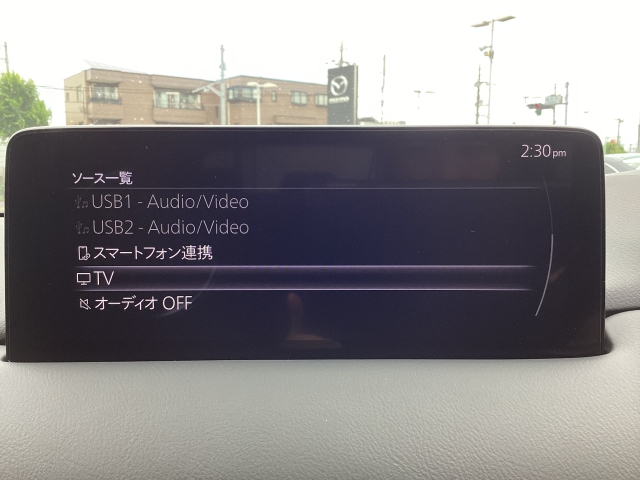 2:30pm
ソース一覧
USB1 - Audio/Video
USB2 - Audio/Video
スマートフォン連携
TV
オーディオ OFF